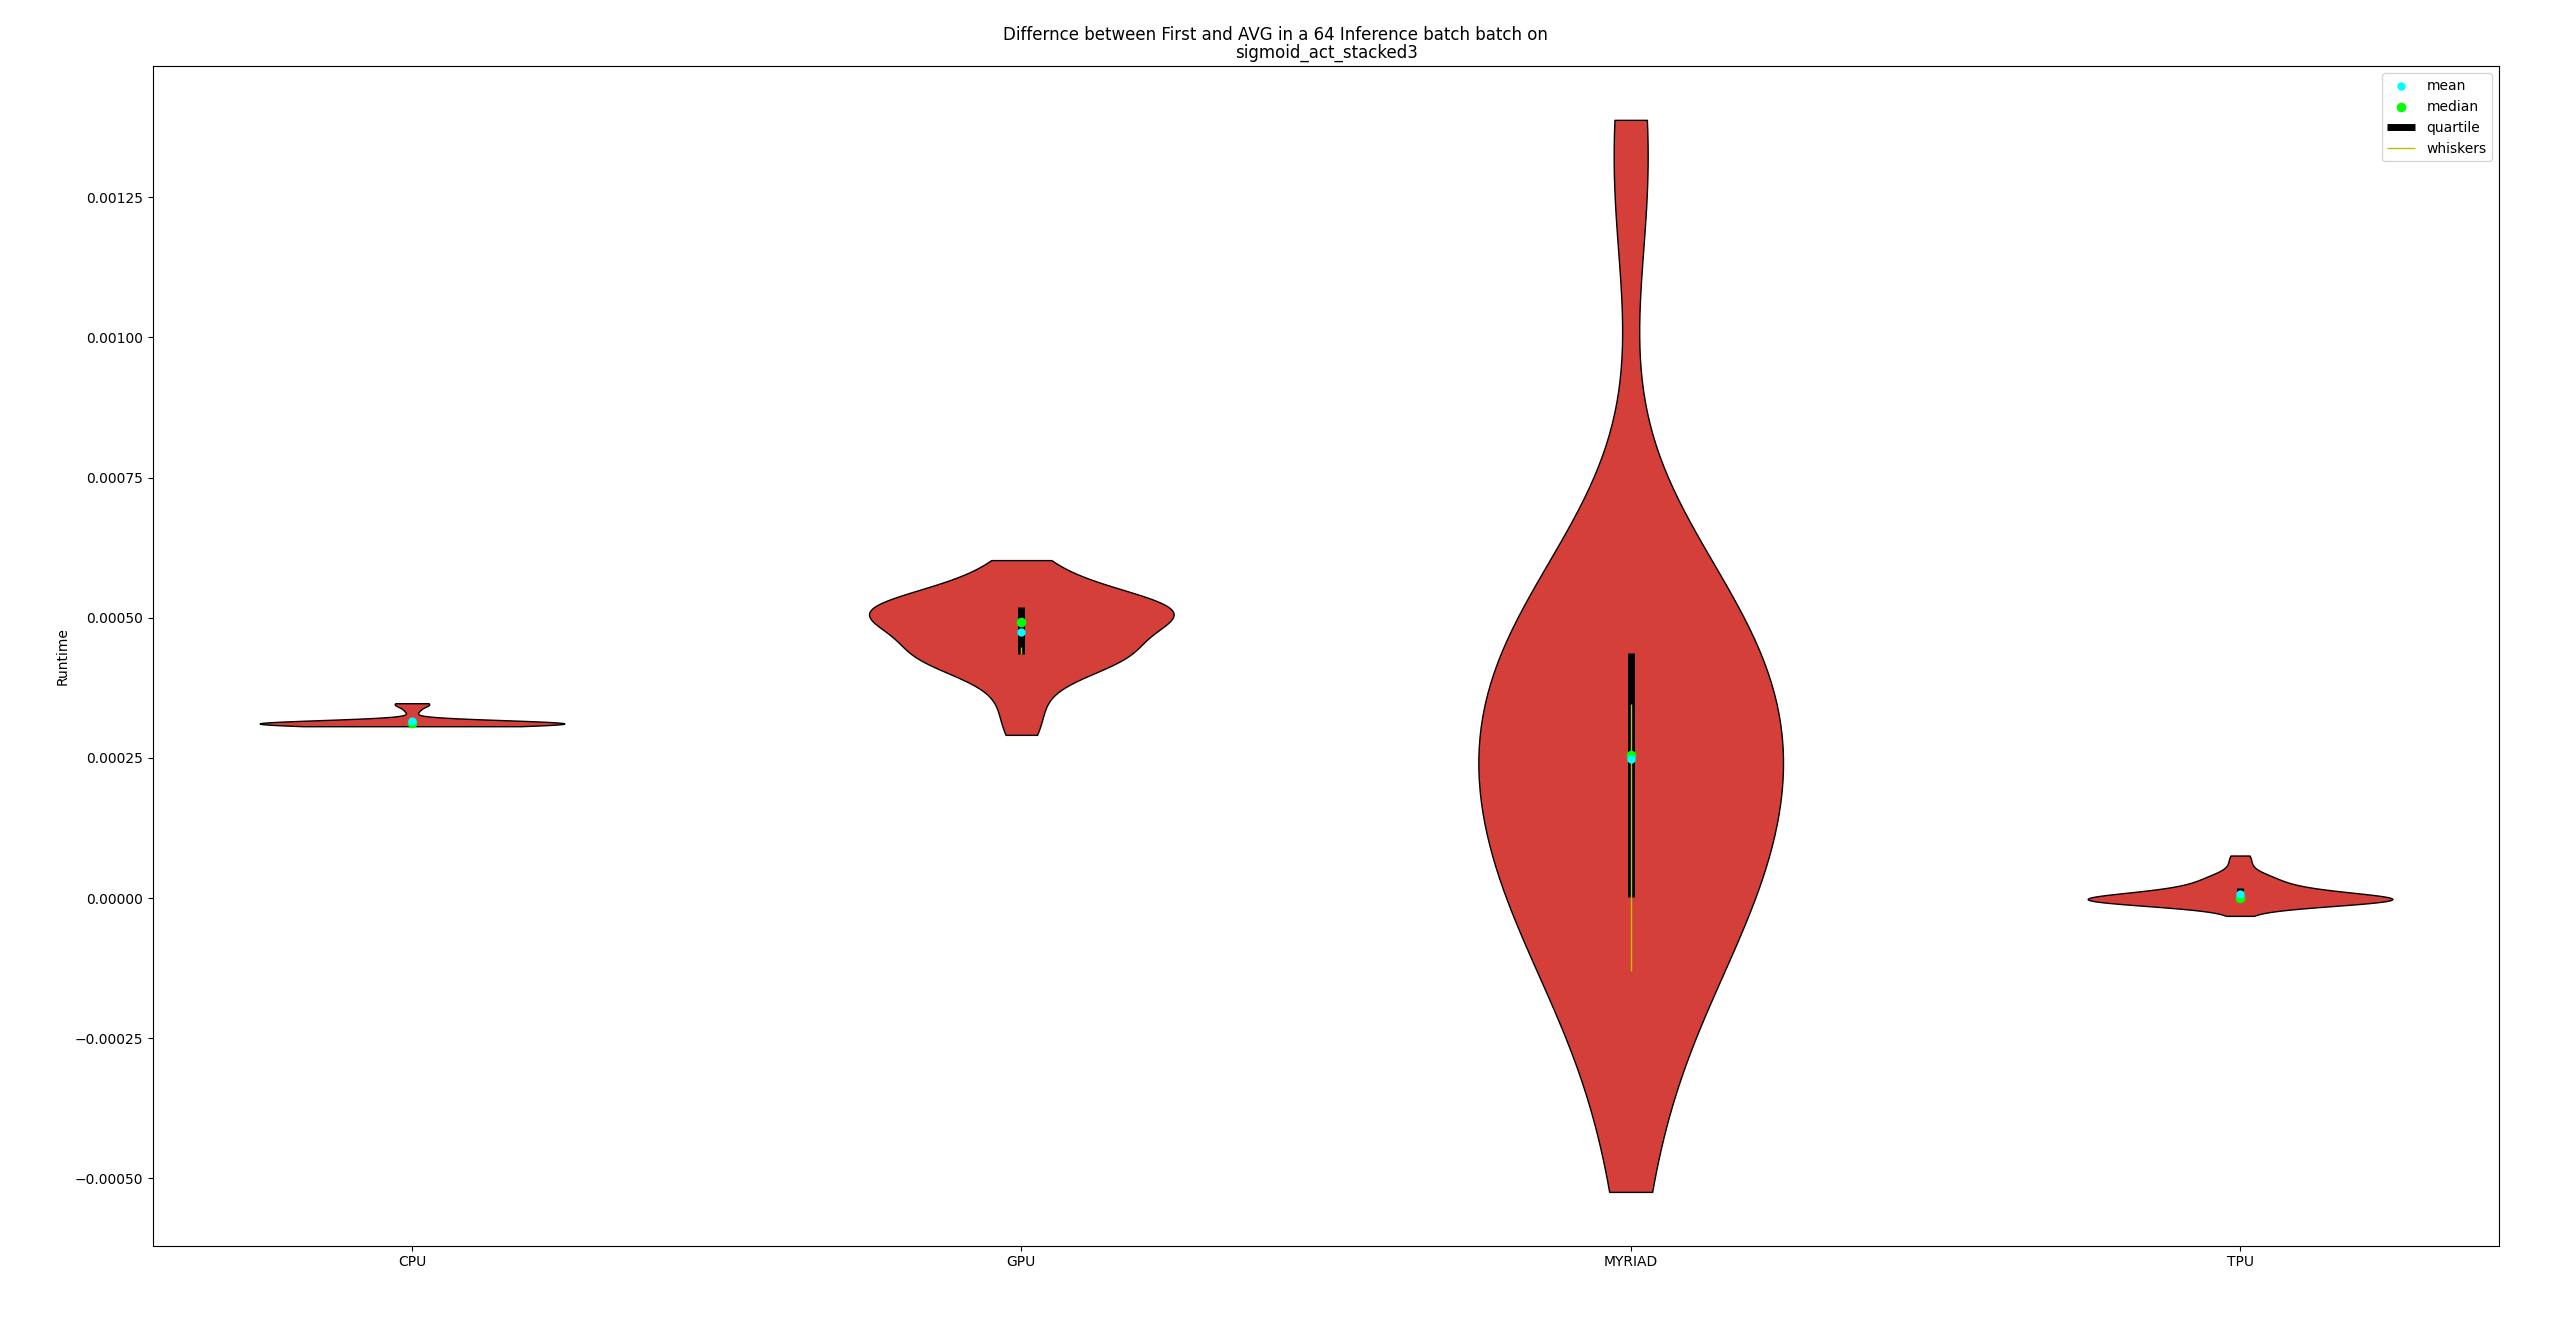 Differnce between First and AVG in a 64 Inference batch batch on
sigmoid_act_stacked3
mean
median
quartile
whiskers
0.00125
0.00100
0.00075
0.00050
0.00025
0.00000
−0.00025
−0.00050
Runtime
CPU GPU MYRIAD TPU